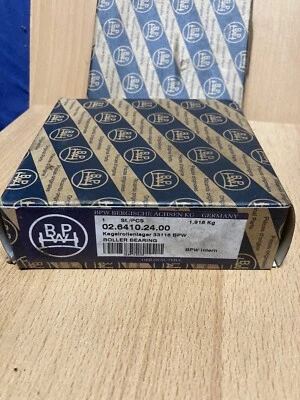 BPW
BPW BERGISCHE ACHSEN KG · GERMANY
1 St./PCS 1,918 Kg
02.6410.24.00
Kegelrollenlager 33118 BPW
ROLLER BEARING
BPW intern